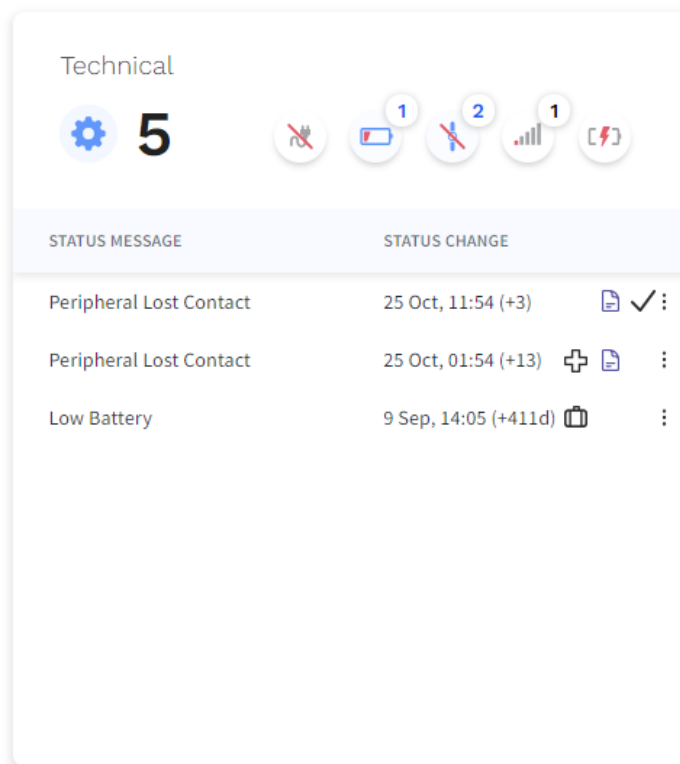 Technical
5
1
2
1
STATUS MESSAGE STATUS CHANGE
Peripheral Lost Contact 25 Oct, 11:54 (+3)
Peripheral Lost Contact 25 Oct, 01:54 (+13)
Low Battery 9 Sep, 14:05 (+411d)